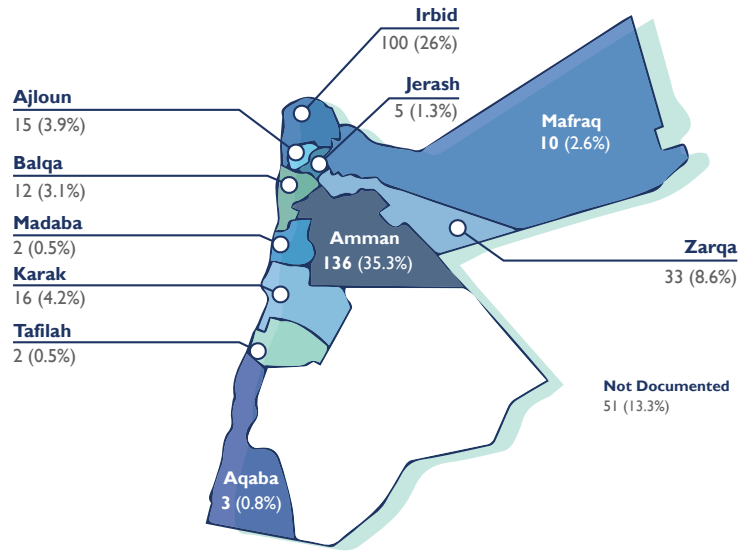 Irbid
100 (26%)
Jerash
5 (1.3%)
Ajloun
15 (3.9%)
Mafraq
10 (2.6%)
Balqa
12 (3.1%)
Madaba
2 (0.5%)
Amman
136 (35.3%)
Zarqa
33 (8.6%)
Karak
16 (4.2%)
Tafilah
2 (0.5%)
Not Documented
51 (13.3%)
Aqaba
3 (0.8%)